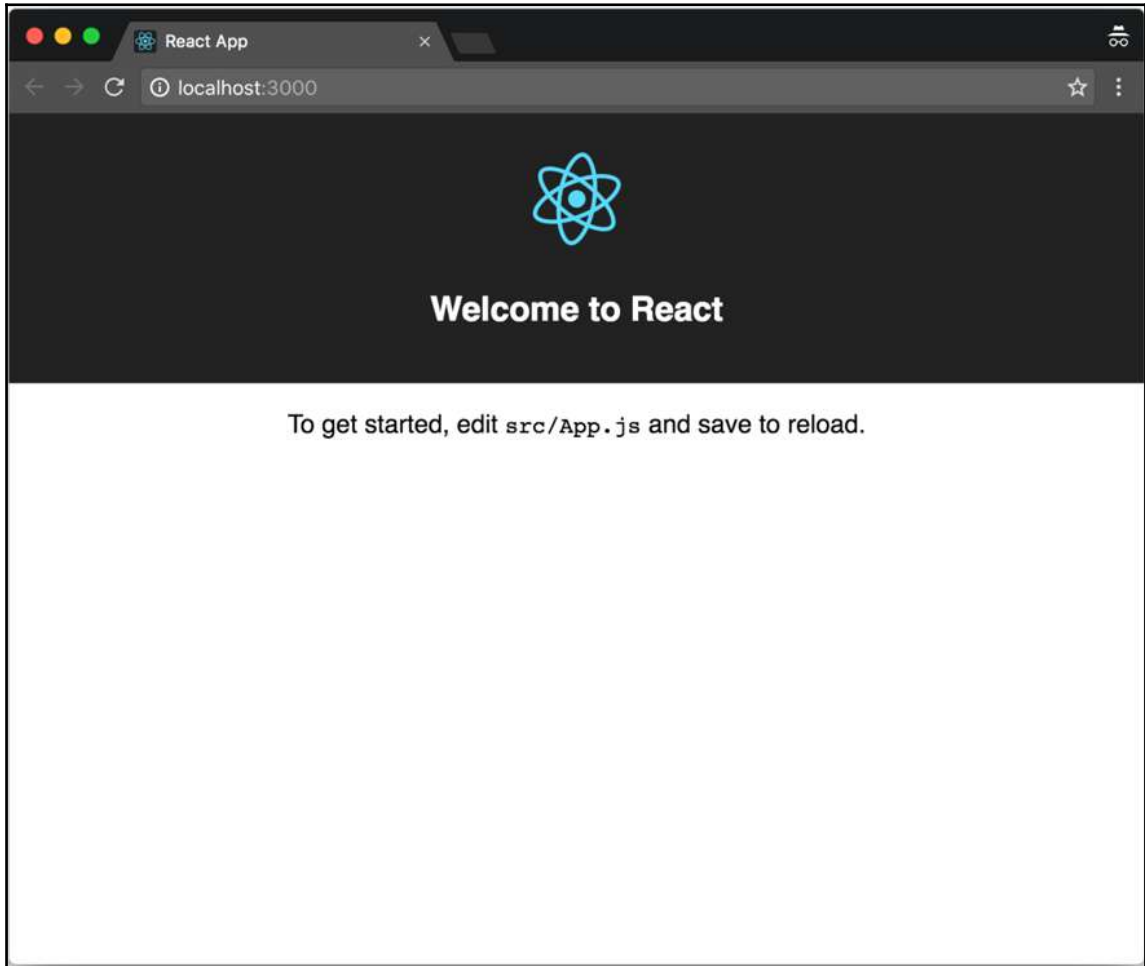 React App
localhost:3000
Welcome to React
To get started, edit src/App.js and save to reload.